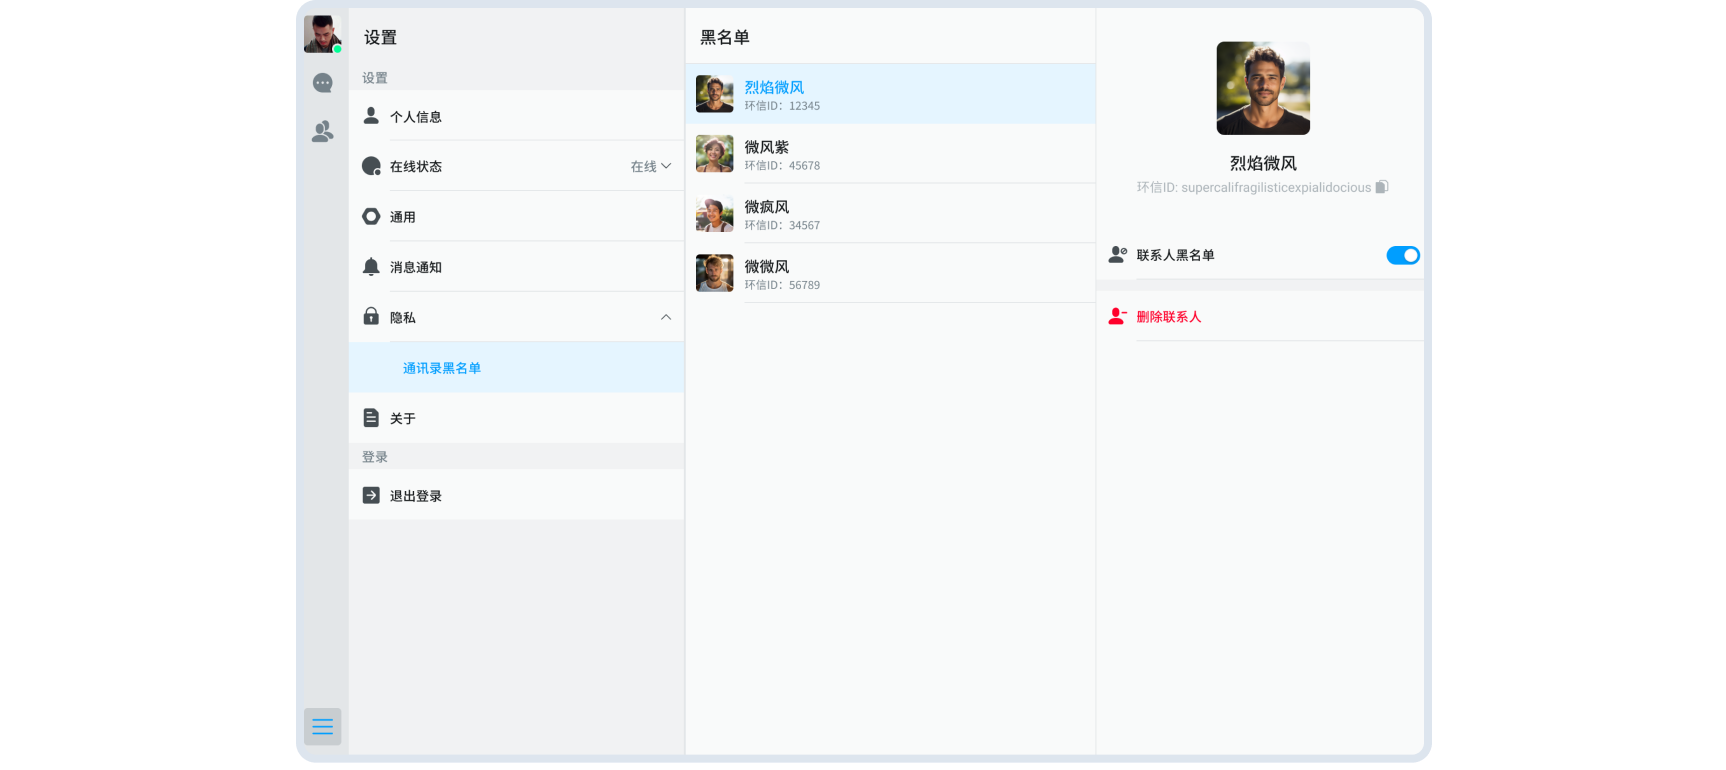 设置
设置
个人信息
在线状态 在线
通用
消息通知
隐私
通讯录黑名单
关于
登录
退出登录
黑名单
烈焰微风
环信ID：12345
微风紫
环信ID：45678
微疯风
环信ID：34567
微微风
环信ID：56789
烈焰微风
环信ID: supercalifragilisticexpialidocious
联系人黑名单
删除联系人